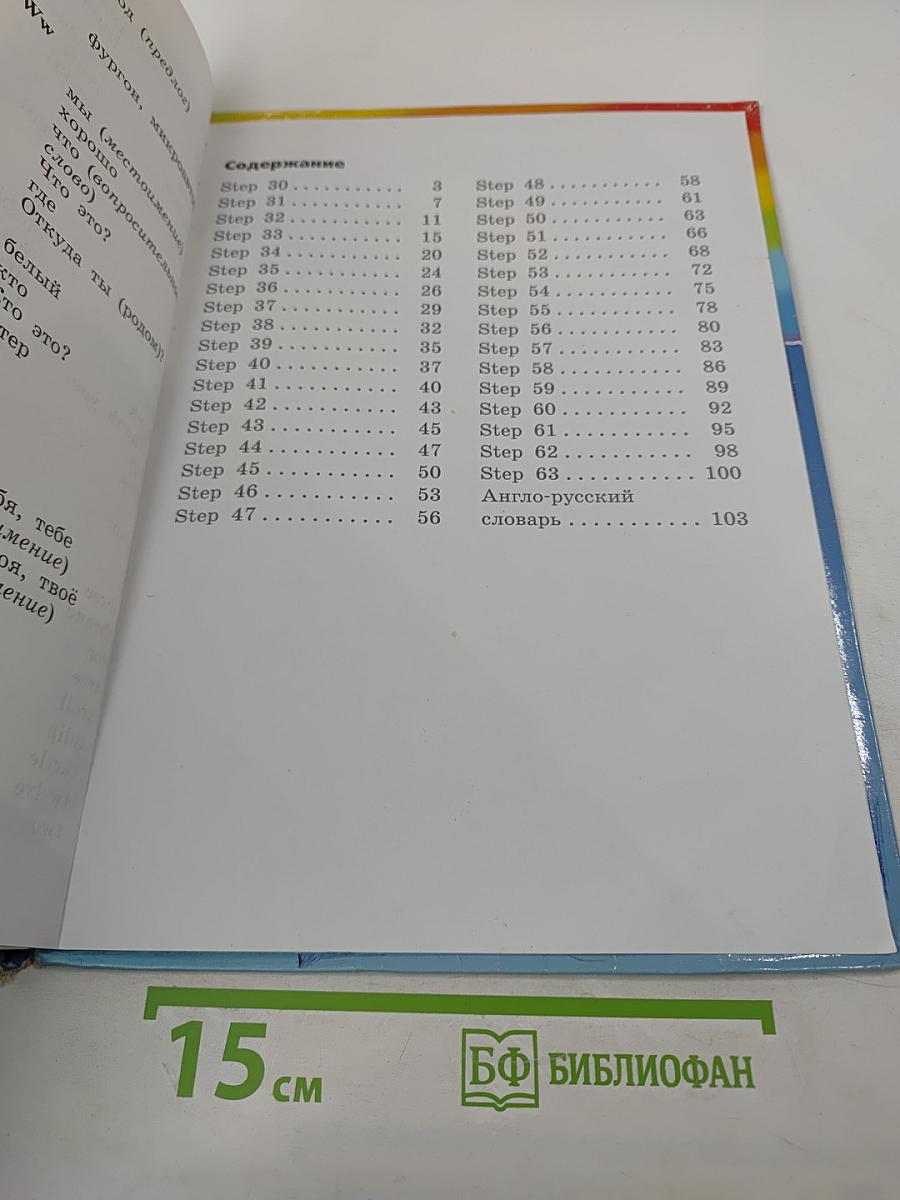 од (предлог)
Ww
фургон, микроавто
мы (местоимение)
хорошо
что (вопросительное
слово)
Что это?
где
Откуда ты (родом)?
белый
кто
Кто это?
тебе
твоё
Содержание
Step 30 ........... 3
Step 31 ........... 7
Step 32 ........... 11
Step 33 ........... 15
Step 34 ........... 20
Step 35 ........... 24
Step 36 ........... 26
Step 37 ........... 29
Step 38 ........... 32
Step 39 ........... 35
Step 40 ........... 37
Step 41 ........... 40
Step 42 ........... 43
Step 43 ........... 45
Step 44 ........... 47
Step 45 ........... 50
Step 46 ........... 53
Step 47 ........... 56
Step 48 ........... 58
Step 49 ........... 61
Step 50 ........... 63
Step 51 ........... 66
Step 52 ........... 68
Step 53 ........... 72
Step 54 ........... 75
Step 55 ........... 78
Step 56 ........... 80
Step 57 ........... 83
Step 58 ........... 86
Step 59 ........... 89
Step 60 ........... 92
Step 61 ........... 95
Step 62 ........... 98
Step 63 ........... 100
Англо-русский
словарь ........... 103
15 см
БФ БИБЛИОФАН